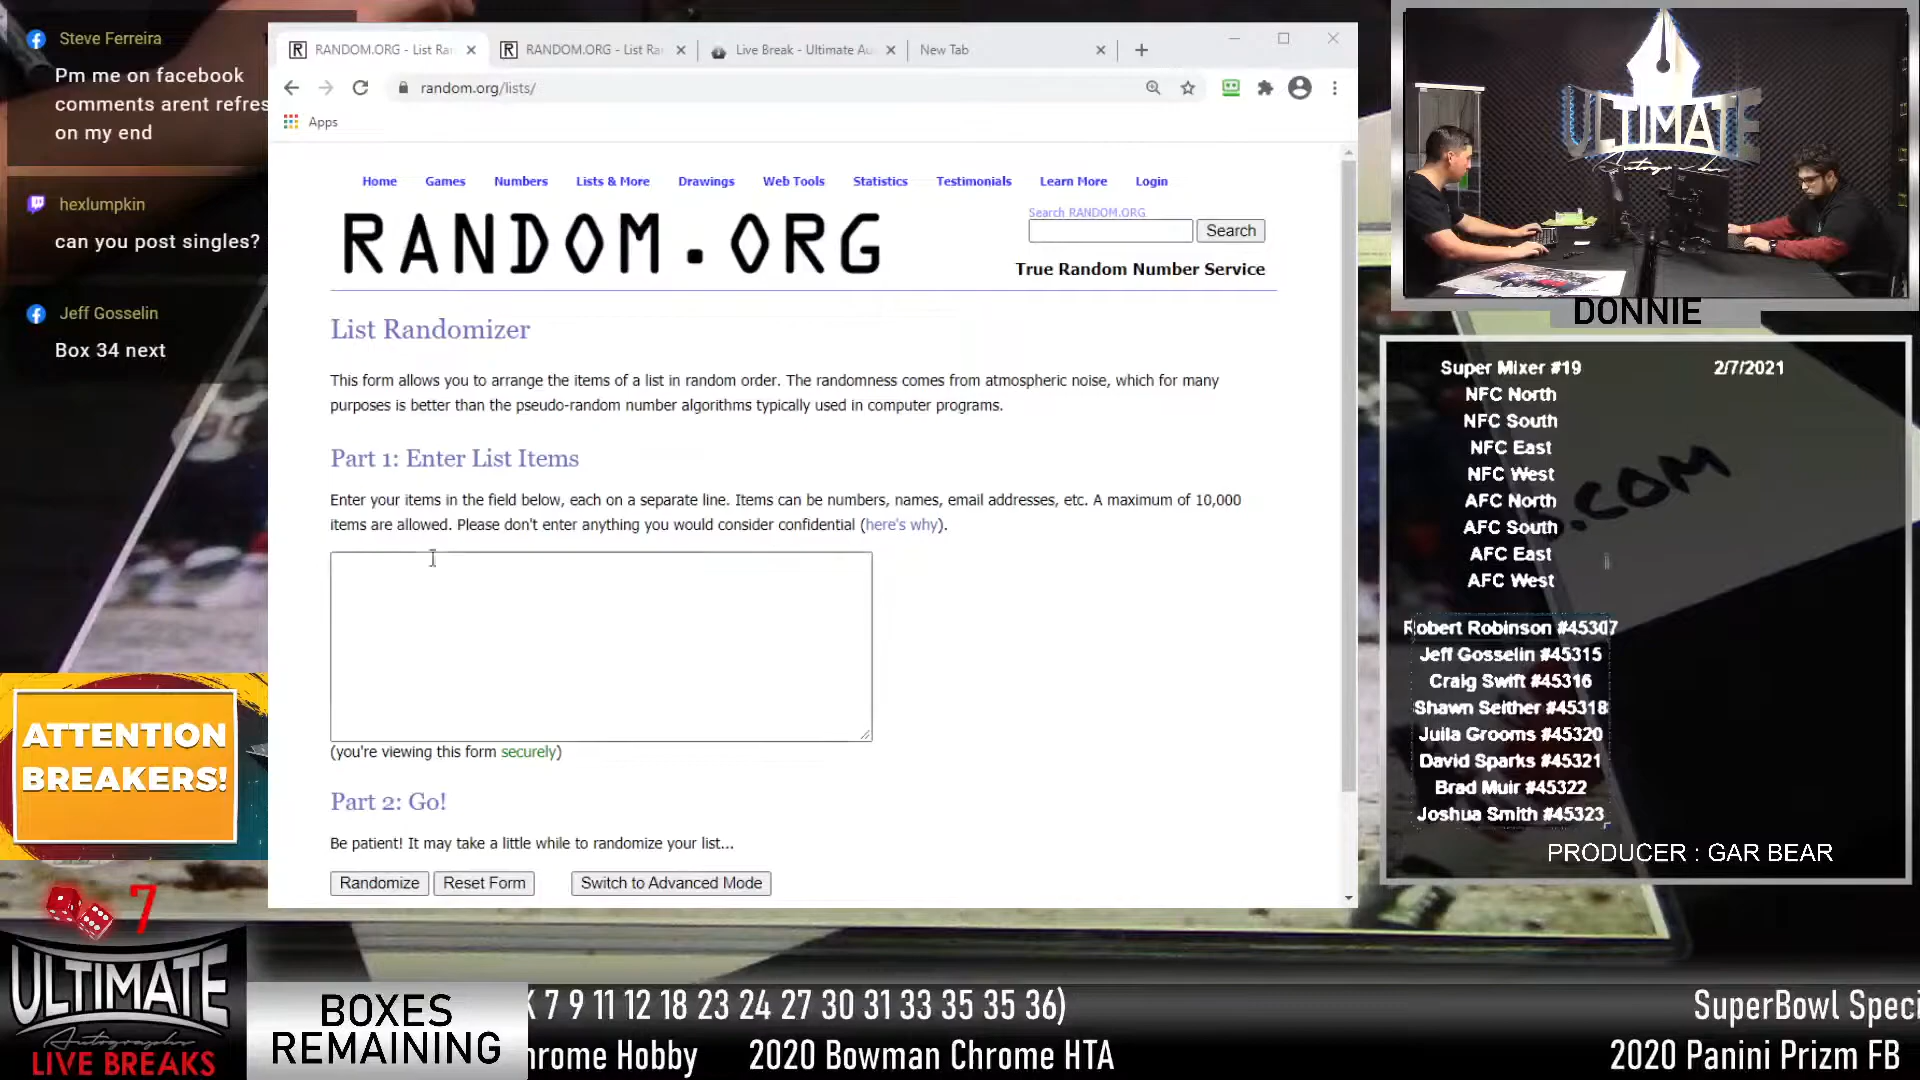 Steve Ferreira
Pm me on facebook
comments arent refres
on my end
hexlumpkin
can you post singles?
Jeff Gosselin
Box 34 next
ATTENTION
BREAKERS!
7
ULTIMATE
Autographs
LIVE BREAKS
RANDOM.ORG - List Ran
RANDOM.ORG - List Ra
Live Break - Ultimate Au
New Tab
random.org/lists/
Apps
Home Games Numbers Lists & More Drawings Web Tools Statistics Testimonials Learn More Login
RANDOM.ORG
Search RANDOM.ORG
Search
True Random Number Service
List Randomizer
This form allows you to arrange the items of a list in random order. The randomness comes from atmospheric noise, which for many
purposes is better than the pseudo-random number algorithms typically used in computer programs.
Part 1: Enter List Items
Enter your items in the field below, each on a separate line. Items can be numbers, names, email addresses, etc. A maximum of 10,000
items are allowed. Please don't enter anything you would consider confidential (here's why).
(you're viewing this form securely)
Part 2: Go!
Be patient! It may take a little while to randomize your list...
Randomize Reset Form Switch to Advanced Mode
ULTIMATE
Autographs
DONNIE
Super Mixer #19 2/7/2021
NFC North
NFC South
NFC East
NFC West
AFC North
AFC South
AFC East
AFC West
.COM
Robert Robinson #45307
Jeff Gosselin #45315
Craig Swift #45316
Shawn Seither #45318
Juila Grooms #45320
David Sparks #45321
Brad Muir #45322
Joshua Smith #45323
PRODUCER : GAR BEAR
BOXES
REMAINING
7 9 11 12 18 23 24 27 30 31 33 35 35 36)
SuperBowl Speci
hrome Hobby 2020 Bowman Chrome HTA
2020 Panini Prizm FB